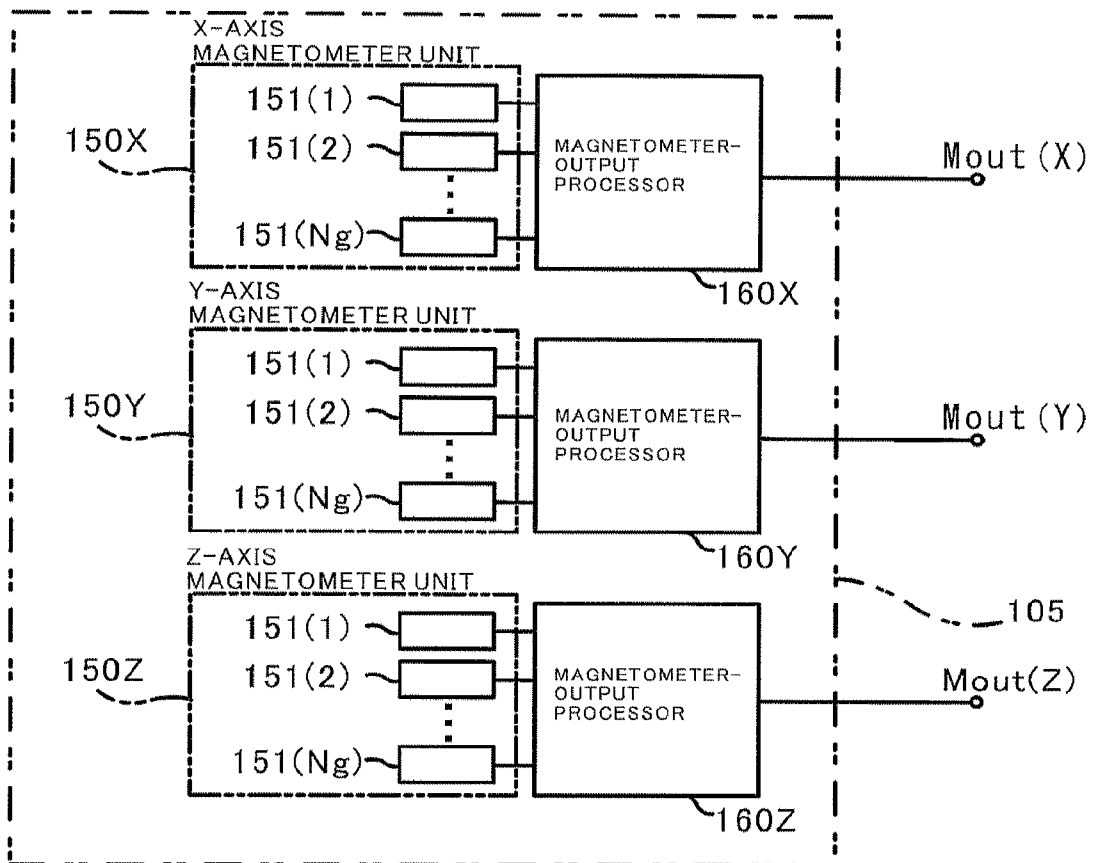 X-AXIS
MAGNETOMETER UNIT
151(1)
151(2)
151(Ng)
150X
MAGNETOMETER-
OUTPUT
PROCESSOR
160X
Mout(X)
Y-AXIS
MAGNETOMETER UNIT
151(1)
151(2)
151(Ng)
150Y
MAGNETOMETER-
OUTPUT
PROCESSOR
160Y
Mout(Y)
Z-AXIS
MAGNETOMETER UNIT
151(1)
151(2)
151(Ng)
150Z
MAGNETOMETER-
OUTPUT
PROCESSOR
160Z
105
Mout(Z)